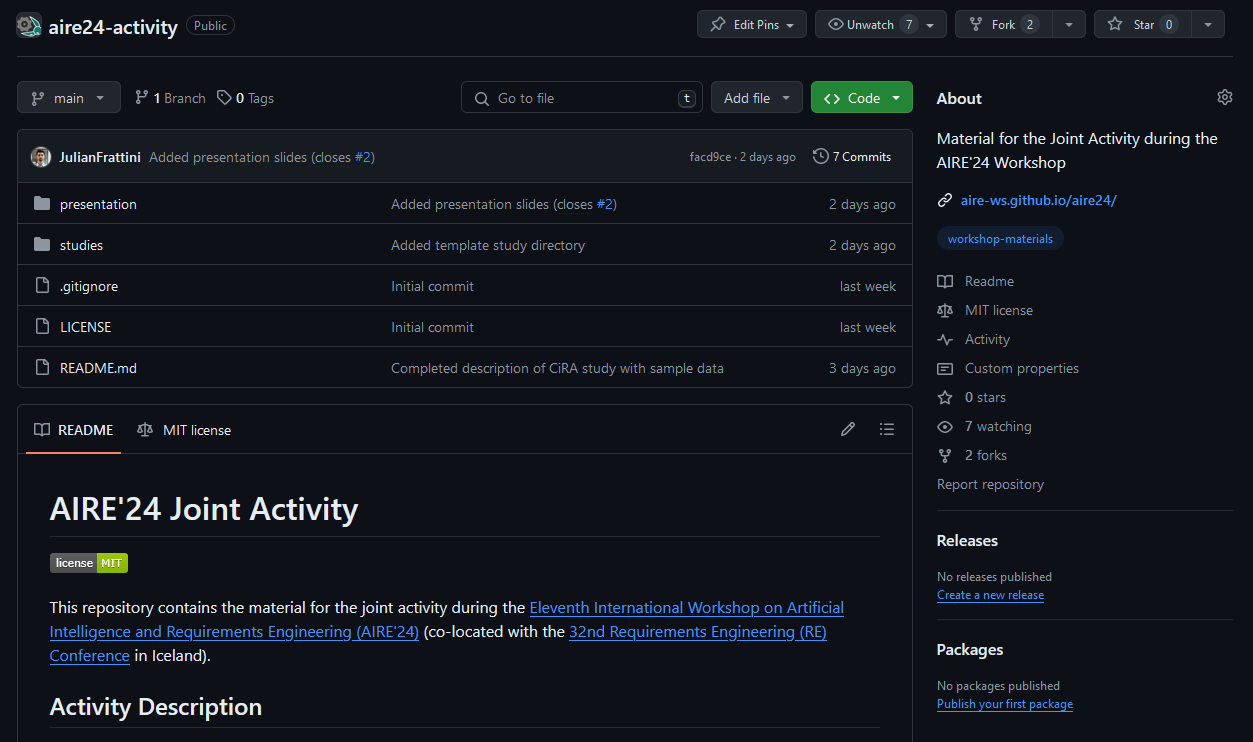 aire24-activity Public Edit Pins Unwatch 7 Fork 2 Star 0
main 1 Branch 0 Tags Go to file t Add file Code
JulianFrattini Added presentation slides (closes #2) facd9ce · 2 days ago 7 Commits
presentation Added presentation slides (closes #2) 2 days ago
studies Added template study directory 2 days ago
.gitignore Initial commit last week
LICENSE Initial commit last week
README.md Completed description of CiRA study with sample data 3 days ago
README MIT license
AIRE'24 Joint Activity
license MIT
This repository contains the material for the joint activity during the Eleventh International Workshop on Artificial
Intelligence and Requirements Engineering (AIRE'24) (co-located with the 32nd Requirements Engineering (RE)
Conference in Iceland).
Activity Description
About
Material for the Joint Activity during the
AIRE'24 Workshop
aire-ws.github.io/aire24/
workshop-materials
Readme
MIT license
Activity
Custom properties
0 stars
7 watching
2 forks
Report repository
Releases
No releases published
Create a new release
Packages
No packages published
Publish your first package